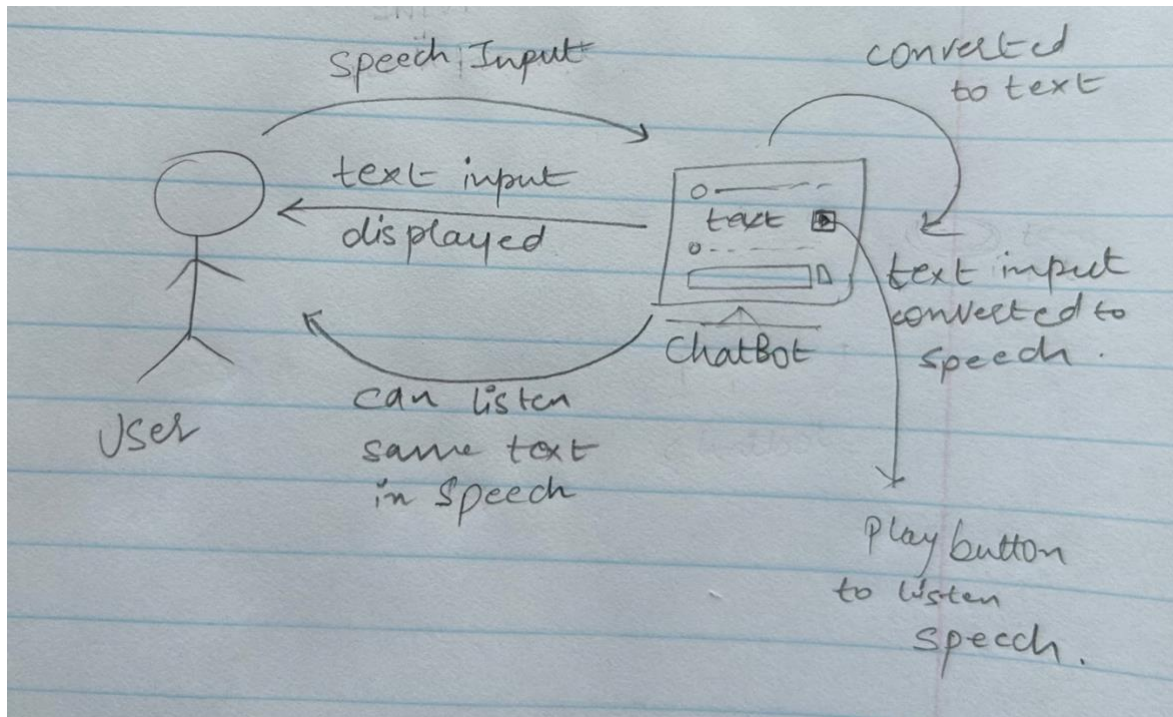 Speech Input
converted
to text
text input
displayed
text
text input
converted to
speech.
ChatBot
User
can listen
same text
in speech
Play button
to listen
speech.